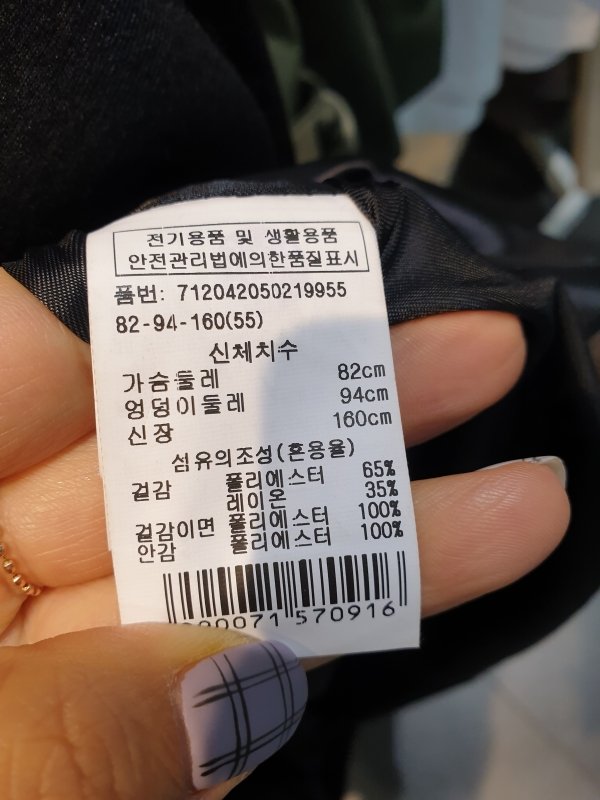 전기용품 및 생활용품
안전관리법에의한품질표시
품번: 712042050219955
82-94-160(55)
신체치수
가슴둘레 82cm
엉덩이둘레 94cm
신장 160cm
섬유의조성(혼용율)
겉감 폴리에스터 65%
레이온 35%
겉감이면 폴리에스터 100%
안감 폴리에스터 100%
570916